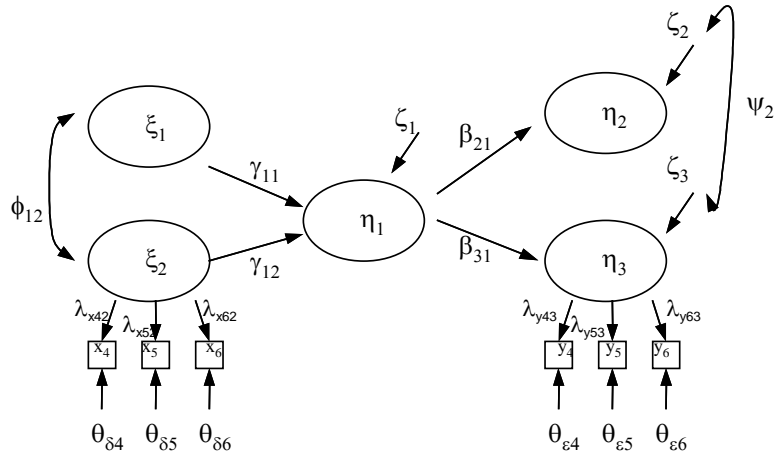 ζ₂
ξ₁
η₂
ψ₂
ζ₁
β₂₁
γ₁₁
ζ₃
ϕ₁₂
η₁
ξ₂
γ₁₂
β₃₁
η₃
λx42 λx52 λx62
λy43 λy53 λy63
x₄ x₅ x₆
y₄ y₅ y₆
θδ4 θδ5 θδ6
θε4 θε5 θε6